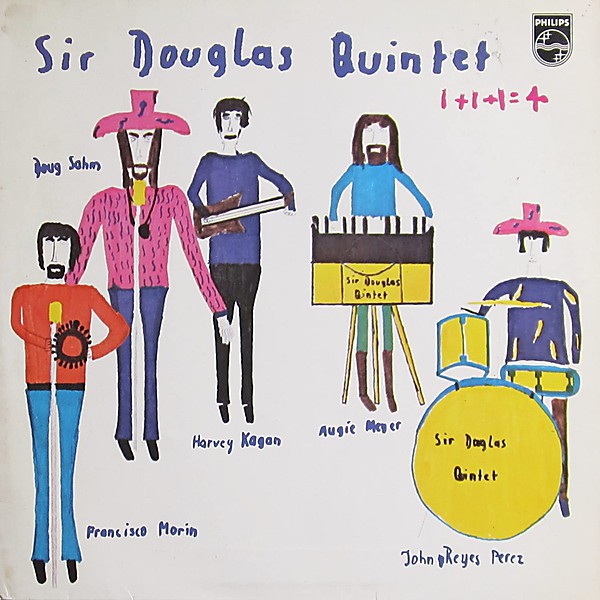 Sir Douglas Quintet
PHILIPS
1+1+1=4
Doug Sahm
Sir Douglas
Qintet
Augie Meyer
Harvey Kagan
Sir Douglas
Qintet
Francisco Morin
John Reyes Perez